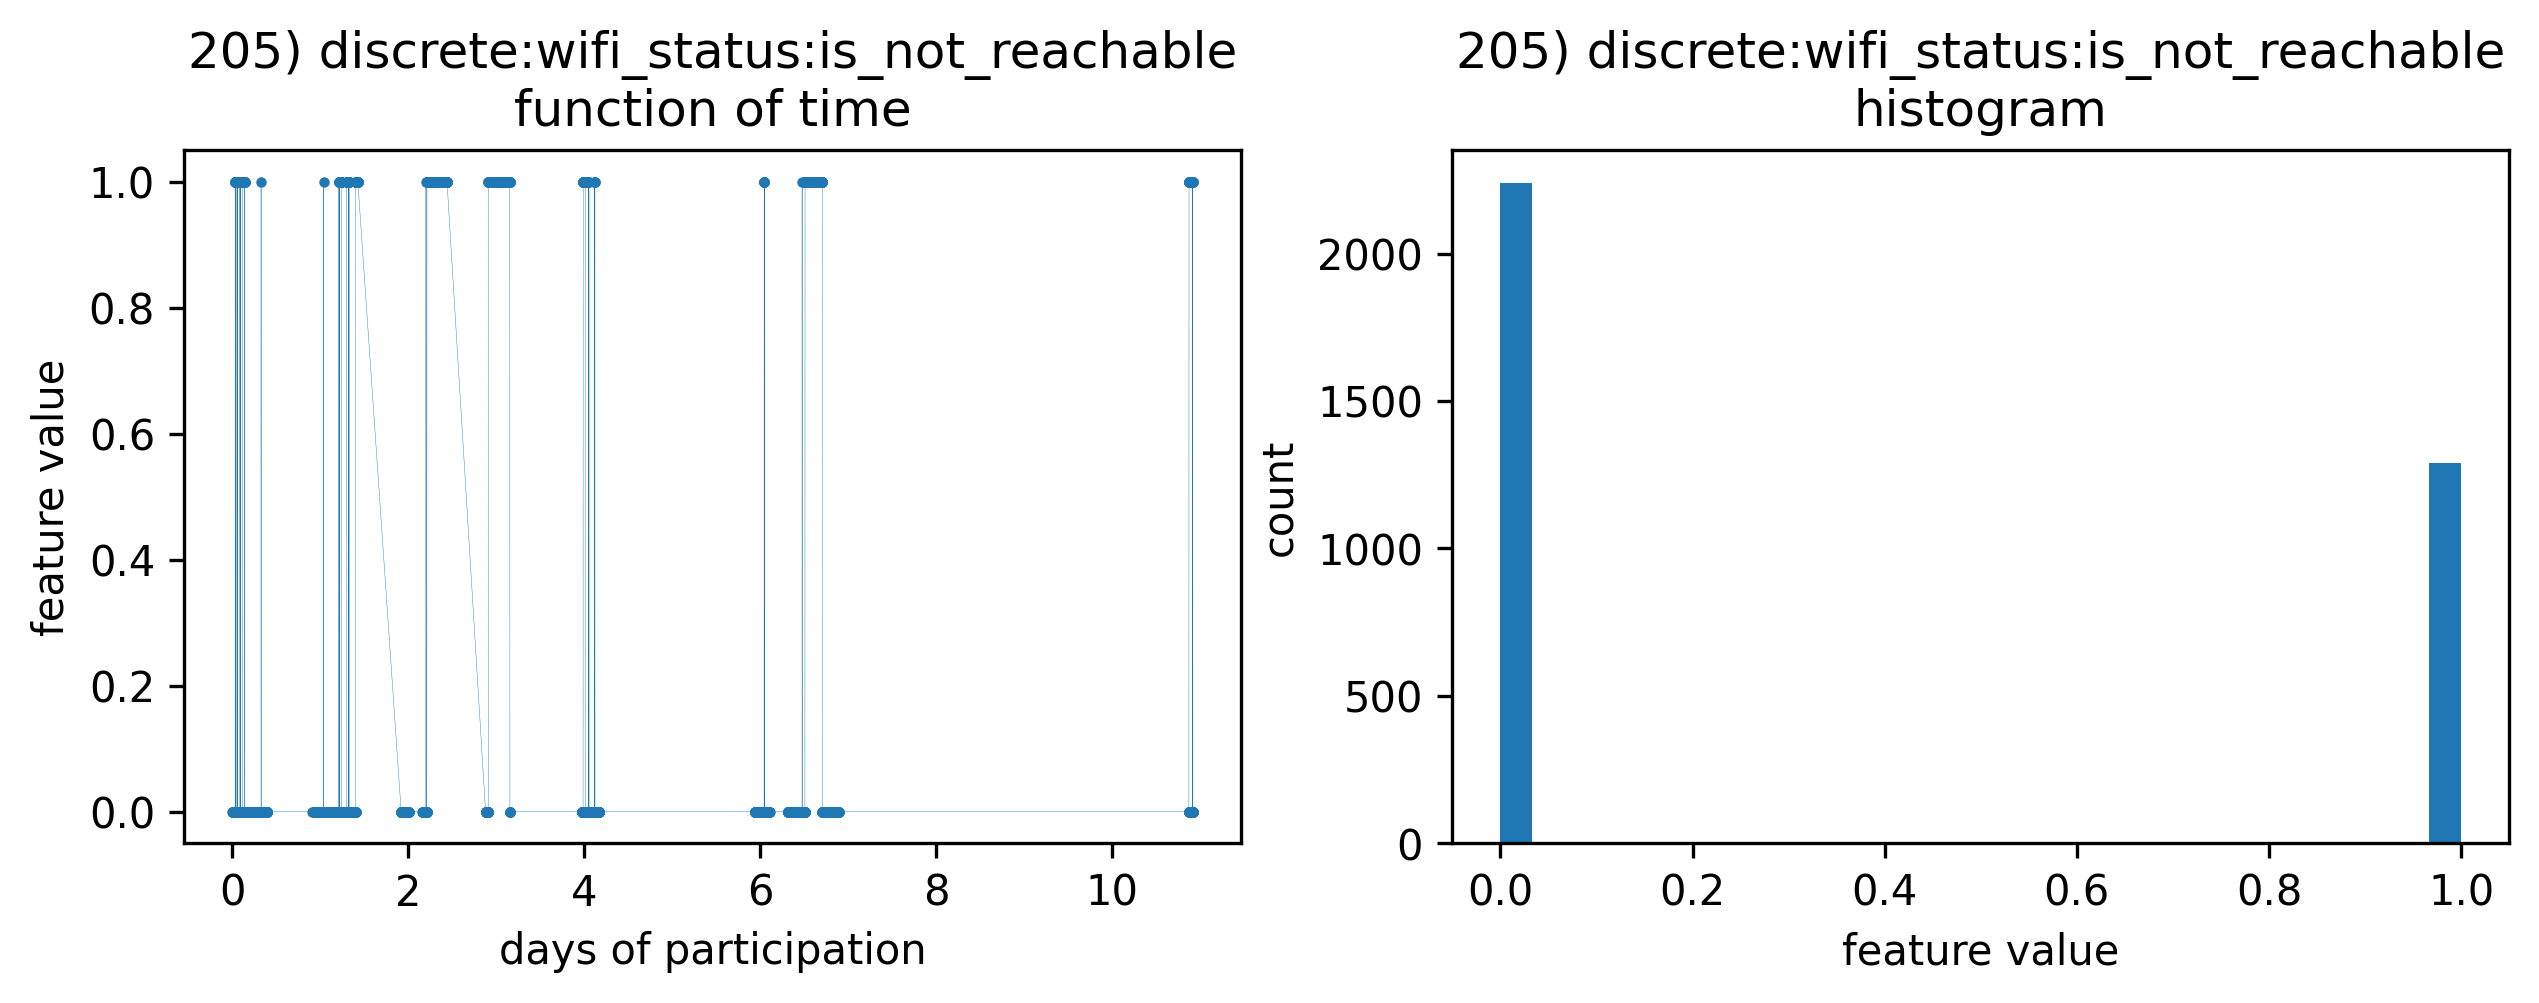 205) discrete:wifi_status:is_not_reachable
function of time
1.0
0.8
0.6
0.4
0.2
0.0
feature value
0 2 4 6 8 10
days of participation
205) discrete:wifi_status:is_not_reachable
histogram
2000
1500
1000
500
0
count
0.0 0.2 0.4 0.6 0.8 1.0
feature value